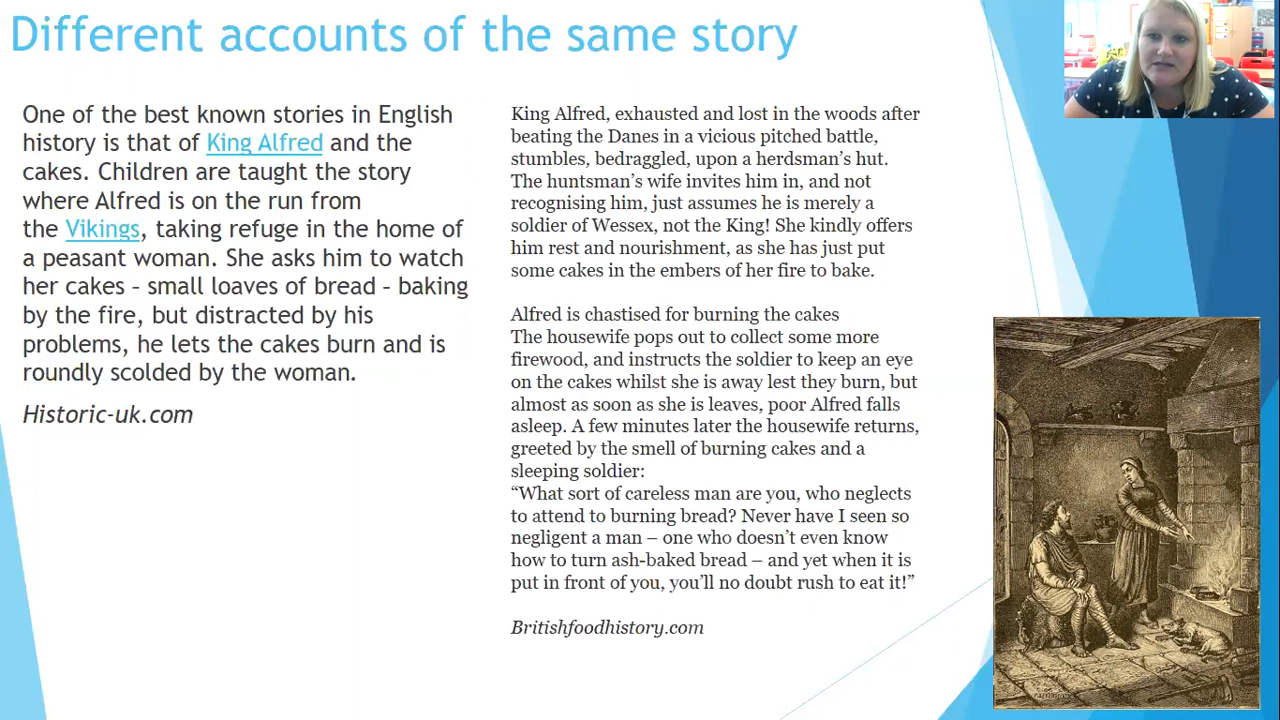 Different accounts of the same story
One of the best known stories in English
history is that of King Alfred and the
cakes. Children are taught the story
where Alfred is on the run from
the Vikings, taking refuge in the home of
a peasant woman. She asks him to watch
her cakes – small loaves of bread – baking
by the fire, but distracted by his
problems, he lets the cakes burn and is
roundly scolded by the woman.
Historic-uk.com
King Alfred, exhausted and lost in the woods after
beating the Danes in a vicious pitched battle,
stumbles, bedraggled, upon a herdsman’s hut.
The huntsman’s wife invites him in, and not
recognising him, just assumes he is merely a
soldier of Wessex, not the King! She kindly offers
him rest and nourishment, as she has just put
some cakes in the embers of her fire to bake.
Alfred is chastised for burning the cakes
The housewife pops out to collect some more
firewood, and instructs the soldier to keep an eye
on the cakes whilst she is away lest they burn, but
almost as soon as she is leaves, poor Alfred falls
asleep. A few minutes later the housewife returns,
greeted by the smell of burning cakes and a
sleeping soldier:
“What sort of careless man are you, who neglects
to attend to burning bread? Never have I seen so
negligent a man – one who doesn’t even know
how to turn ash-baked bread – and yet when it is
put in front of you, you’ll no doubt rush to eat it!”
Britishfoodhistory.com